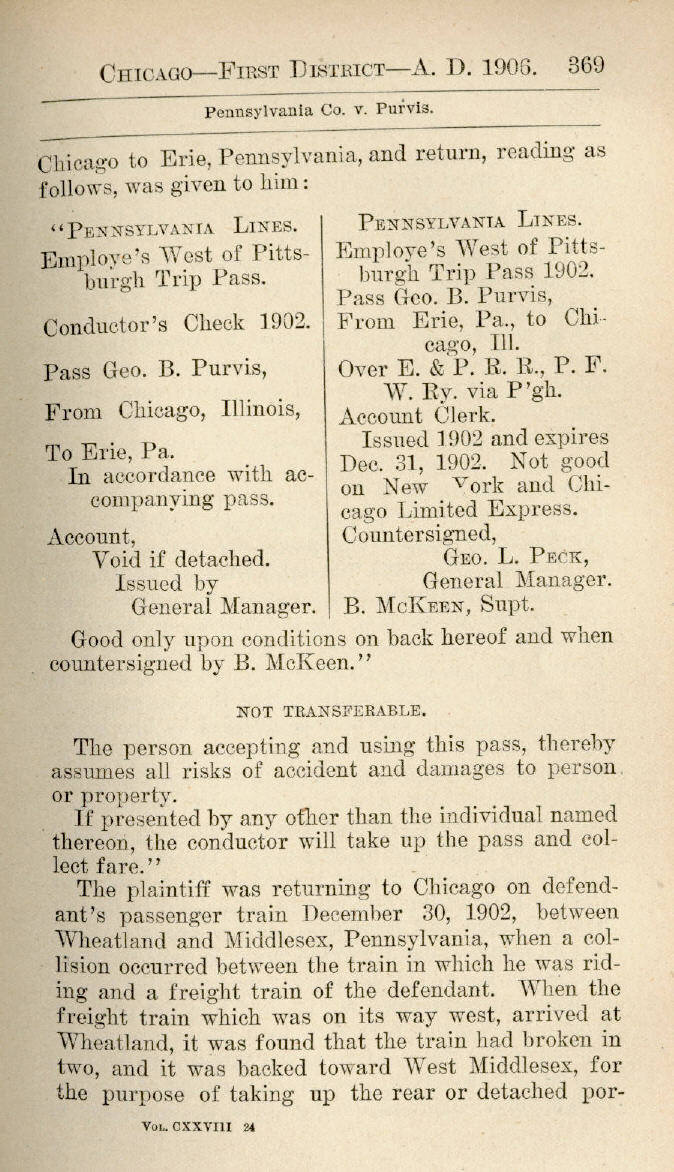 CHICAGO—FIRST DISTRICT—A. D. 1906. 369
Pennsylvania Co. v. Purvis.
Chicago to Erie, Pennsylvania, and return, reading as
follows, was given to him:
“PENNSYLVANIA LINES.
Employe’s West of Pitts-
burgh Trip Pass.
Conductor’s Check 1902.
Pass Geo. B. Purvis,
From Chicago, Illinois,
To Erie, Pa.
In accordance with ac-
companying pass.
Account,
Void if detached.
Issued by
General Manager.
PENNSYLVANIA LINES.
Employe’s West of Pitts-
burgh Trip Pass 1902.
Pass Geo. B. Purvis,
From Erie, Pa., to Chi-
cago, Ill.
Over E. & P. R. R., P. F.
W. Ry. via P’gh.
Account Clerk.
Issued 1902 and expires
Dec. 31, 1902. Not good
on New York and Chi-
cago Limited Express.
Countersigned,
GEO. L. PECK,
General Manager.
B. MCKEEN, Supt.
Good only upon conditions on back hereof and when
countersigned by B. McKeen.”
NOT TRANSFERABLE.
The person accepting and using this pass, thereby
assumes all risks of accident and damages to person
or property.
If presented by any other than the individual named
thereon, the conductor will take up the pass and col-
lect fare.”
The plaintiff was returning to Chicago on defend-
ant’s passenger train December 30, 1902, between
Wheatland and Middlesex, Pennsylvania, when a col-
lision occurred between the train in which he was rid-
ing and a freight train of the defendant. When the
freight train which was on its way west, arrived at
Wheatland, it was found that the train had broken in
two, and it was backed toward West Middlesex, for
the purpose of taking up the rear or detached por-
VOL. CXXVIII 24